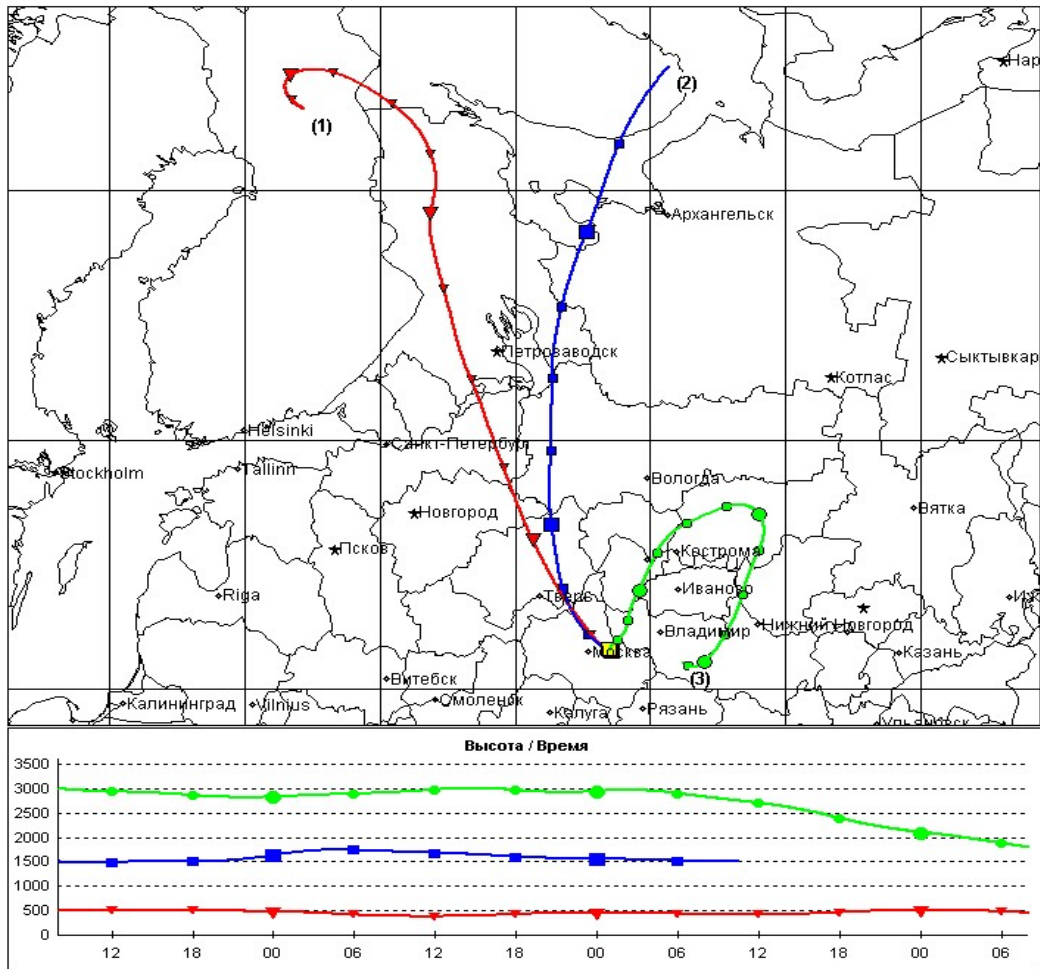 Нар
(1)
(2)
Архангельск
Петрозаводск
Сыктывкар
Котлас
Helsinki
Санкт-Петербург
Stockholm
Tallinn
Вологда
Новгород
Вятка
Псков
Кострома
Riga
Тверь
Иваново
Иж
Владимир
Нижний Новгород
Москва
Казань
Витебск
(3)
Калининград
Vilnius
Смоленск
Калуга
Рязань
Ульяновск
Высота / Время
3500
3000
2500
2000
1500
1000
500
0
12 18 00 06 12 18 00 06 12 18 00 06